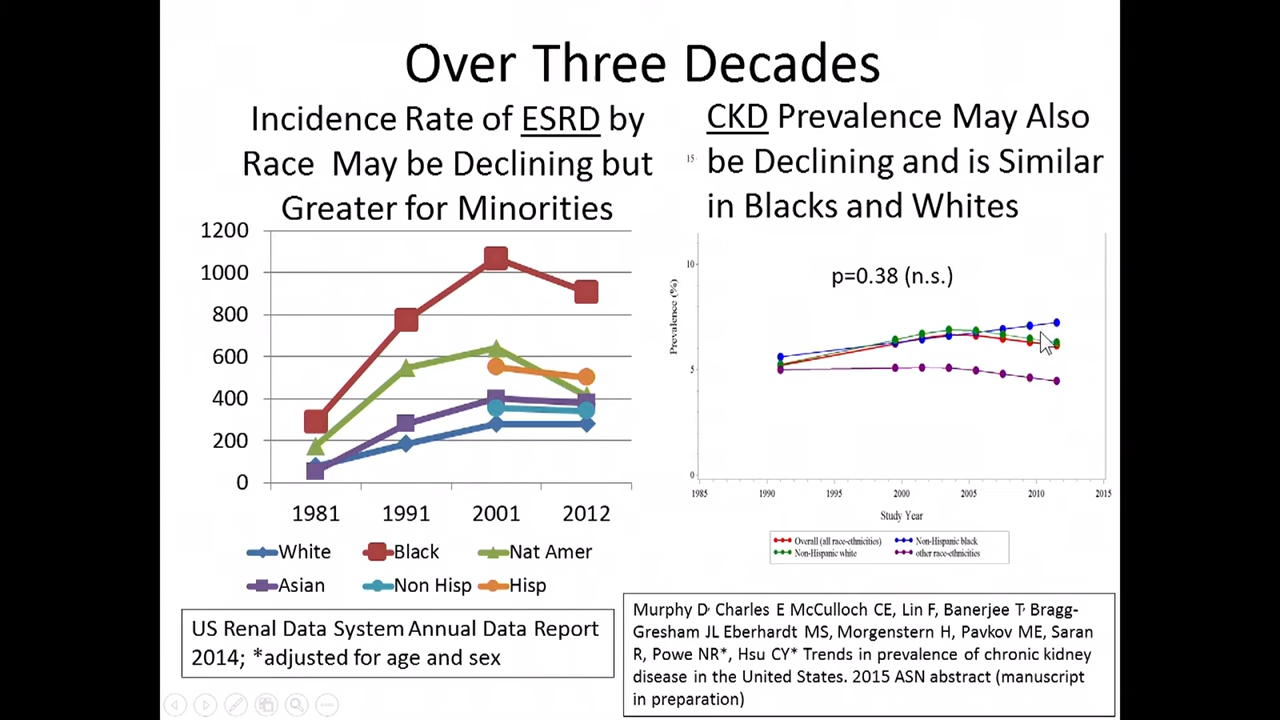 Over Three Decades
Incidence Rate of ESRD by
Race May be Declining but
Greater for Minorities
1200
1000
800
600
400
200
0
1981 1991 2001 2012
White Black Nat Amer
Asian Non Hisp Hisp
US Renal Data System Annual Data Report
2014; *adjusted for age and sex
CKD Prevalence May Also
be Declining and is Similar
in Blacks and Whites
15
p=0.38 (n.s.)
10
Prevalence (%)
5
0
1985 1990 1995 2000 2005 2010 2015
Study Year
Overall (all race-ethnicities) Non-Hispanic black
Non-Hispanic white other race-ethnicities
Murphy D, Charles E McCulloch CE, Lin F, Banerjee T, Bragg-
Gresham JL Eberhardt MS, Morgenstern H, Pavkov ME, Saran
R, Powe NR*, Hsu CY* Trends in prevalence of chronic kidney
disease in the United States. 2015 ASN abstract (manuscript
in preparation)